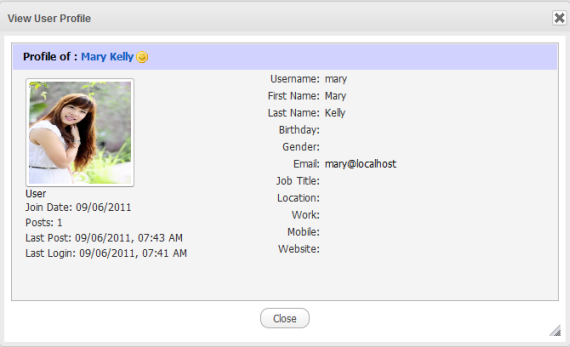 View User Profile
Profile of : Mary Kelly
User
Join Date: 09/06/2011
Posts: 1
Last Post: 09/06/2011, 07:43 AM
Last Login: 09/06/2011, 07:41 AM
Username: mary
First Name: Mary
Last Name: Kelly
Birthday:
Gender:
Email: mary@localhost
Job Title:
Location:
Work:
Mobile:
Website:
Close